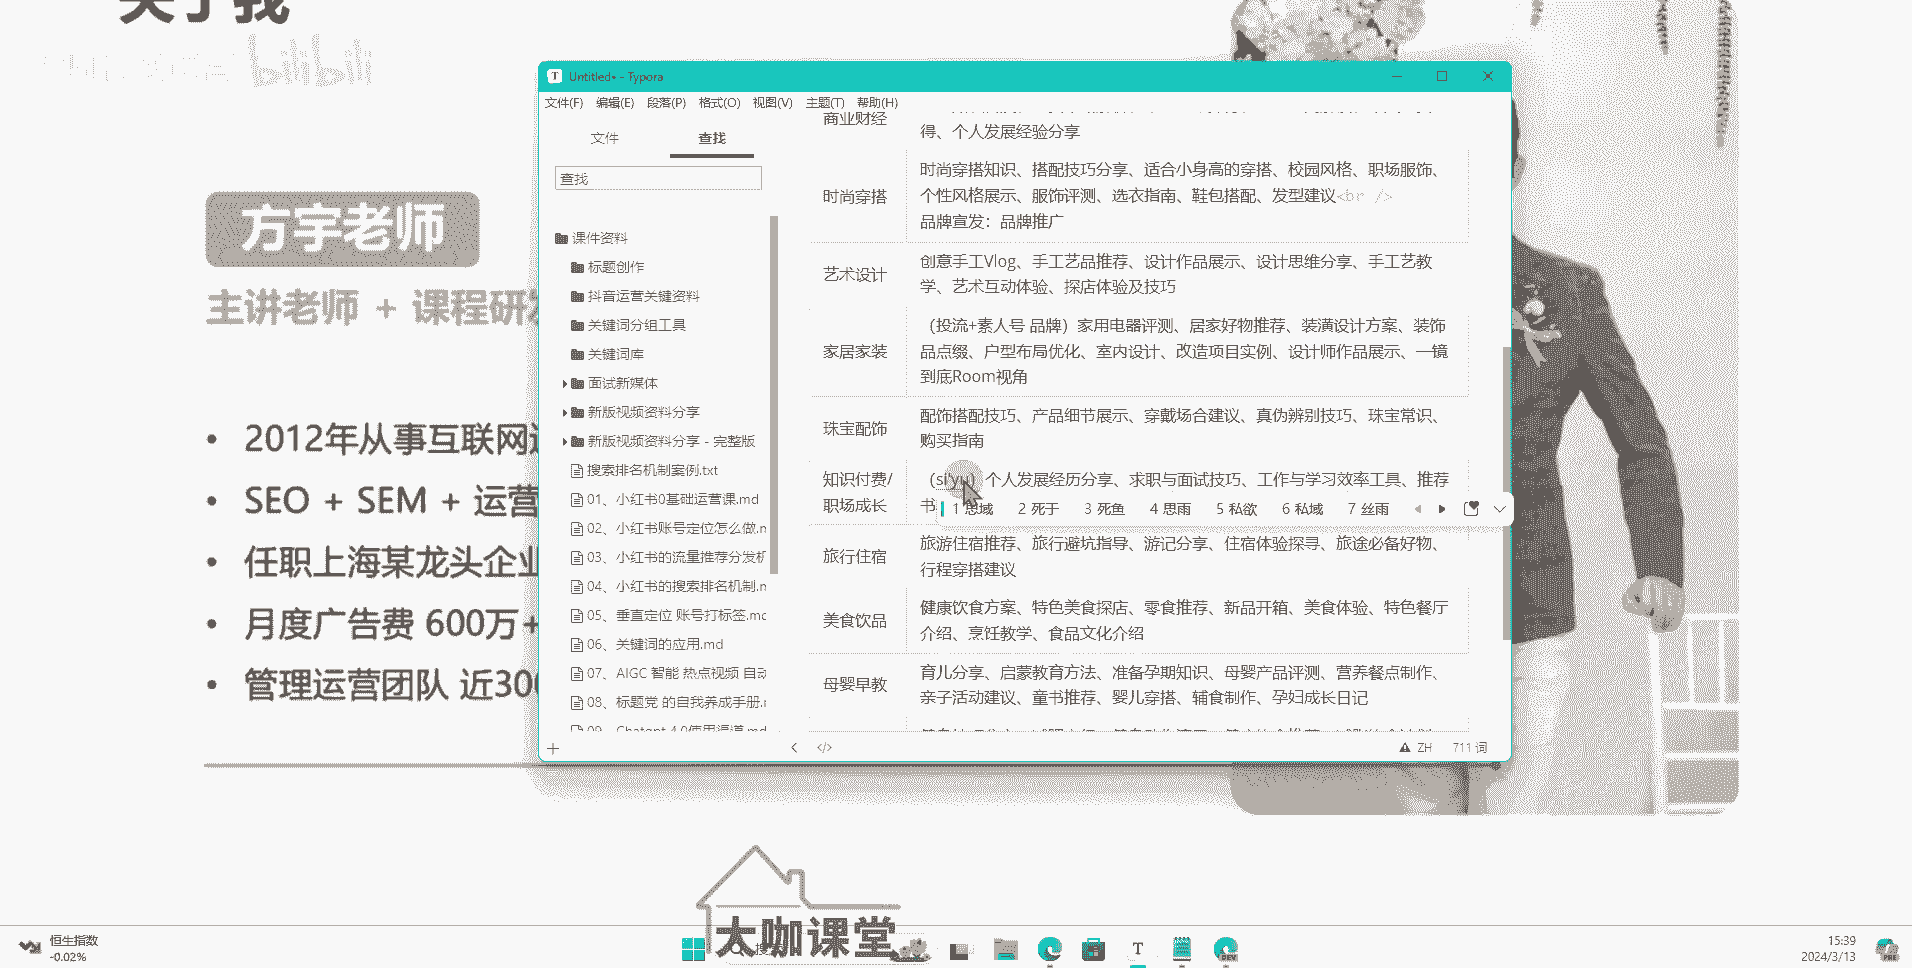 关于我
bilibili
Untitled• - Typora
文件(F) 编辑(E) 段落(P) 格式(O) 视图(V) 主题(T) 帮助(H)
文件 查找
查找
课件资料
标题创作
抖音运营关键资料
关键词分组工具
关键词库
面试新媒体
新版视频资料分享
新版视频资料分享 - 完整版
搜索排名机制案例.txt
01、小红书0基础运营课.md
02、小红书账号定位怎么做.m
03、小红书的流量推荐分发机
04、小红书的搜索排名机制.m
05、垂直定位 账号打标签.mc
06、关键词的应用.md
07、AIGC 智能 热点视频 自动
08、标题党 的自我养成手册.r
09、Chatgpt 4.0使用渠道.md
商业财经
得、个人发展经验分享
时尚穿搭
时尚穿搭知识、搭配技巧分享、适合小身高的穿搭、校园风格、职场服饰、
个性风格展示、服饰评测、选衣指南、鞋包搭配、发型建议<br />
品牌宣发：品牌推广
艺术设计
创意手工Vlog、手工艺品推荐、设计作品展示、设计思维分享、手工艺教
学、艺术互动体验、探店体验及技巧
家居家装
（投流+素人号 品牌）家用电器评测、居家好物推荐、装潢设计方案、装饰
品点缀、户型布局优化、室内设计、改造项目实例、设计师作品展示、一镜
到底Room视角
珠宝配饰
配饰搭配技巧、产品细节展示、穿戴场合建议、真伪辨别技巧、珠宝常识、
购买指南
知识付费/
职场成长
（si'yu）个人发展经历分享、求职与面试技巧、工作与学习效率工具、推荐
书
1 思域 2 死于 3 死鱼 4 思雨 5 私欲 6 私域 7 丝雨
旅行住宿
旅游住宿推荐、旅行避坑指导、游记分享、住宿体验探寻、旅途必备好物、
行程穿搭建议
美食饮品
健康饮食方案、特色美食探店、零食推荐、新品开箱、美食体验、特色餐厅
介绍、烹饪教学、食品文化介绍
母婴早教
育儿分享、启蒙教育方法、准备孕期知识、母婴产品评测、营养餐点制作、
亲子活动建议、童书推荐、婴儿穿搭、辅食制作、孕妇成长日记
</> ZH 711 词
方宇老师
主讲老师 + 课程研发
• 2012年从事互联网
• SEO + SEM + 运营
• 任职上海某龙头企业
• 月度广告费 600万+
• 管理运营团队 近300
大咖课堂
恒生指数
-0.02%
15:39
2024/3/13